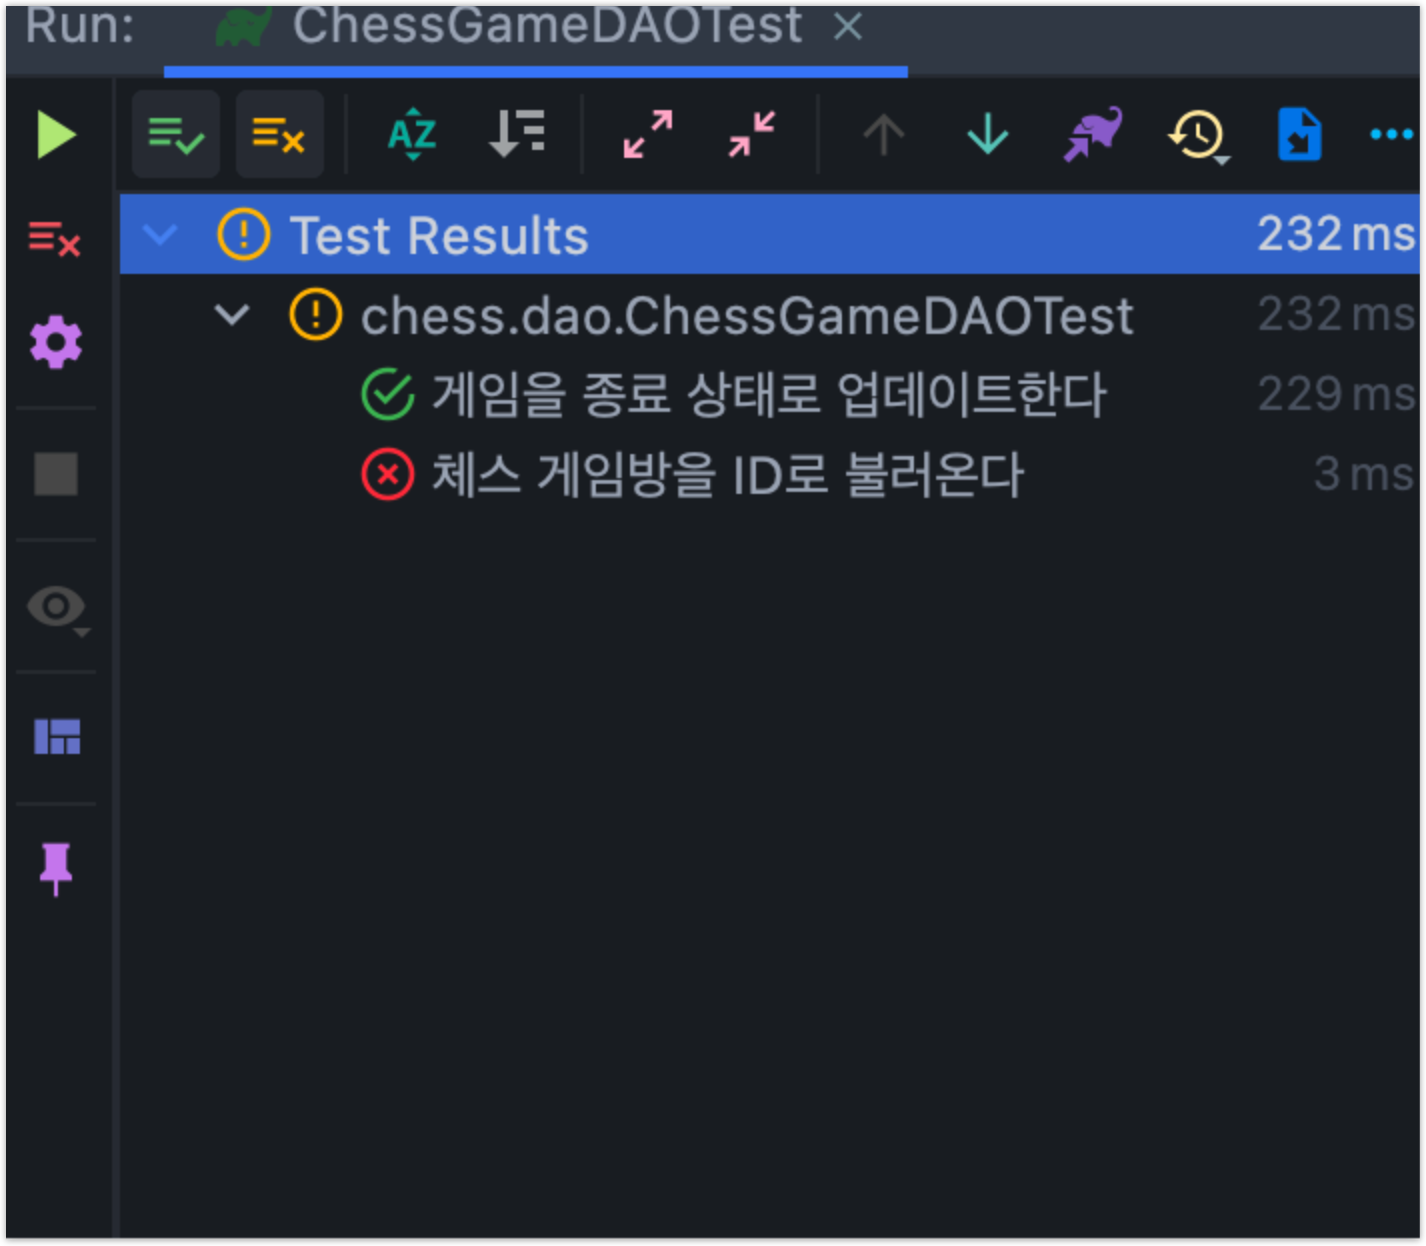 Run: ChessGameDAOTest
AZ
Test Results 232 ms
chess.dao.ChessGameDAOTest 232 ms
게임을 종료 상태로 업데이트한다 229 ms
체스 게임방을 ID로 불러온다 3 ms